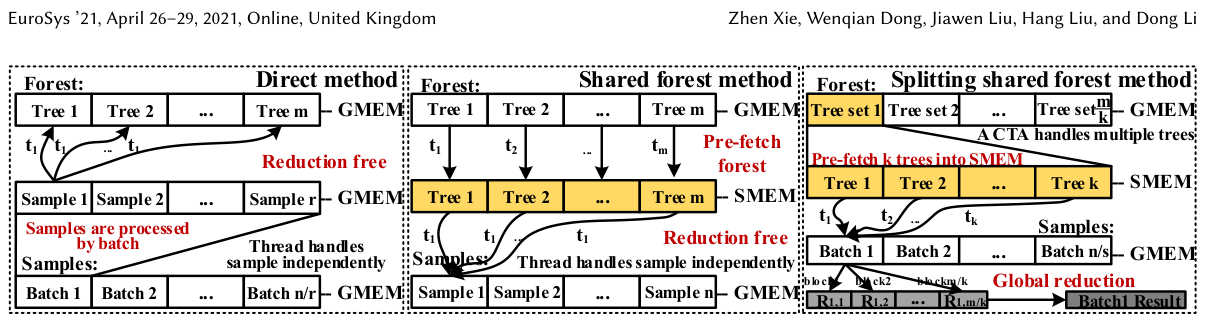 EuroSys ’21, April 26–29, 2021, Online, United Kingdom
Zhen Xie, Wenqian Dong, Jiawen Liu, Hang Liu, and Dong Li
Direct method
Forest:
Tree 1 Tree 2 ... Tree m GMEM
t1 t1 ... t1
Reduction free
Sample 1 Sample 2 ... Sample r GMEM
Samples are processed
by batch
Thread handles
sample independently
Samples:
Batch 1 Batch 2 ... Batch n/r GMEM
Shared forest method
Forest:
Tree 1 Tree 2 ... Tree m GMEM
t1 t2 ... tm
Pre-fetch
forest
Tree 1 Tree 2 ... Tree m SMEM
t1 t1 ... t1
Reduction free
Samples:
Thread handles sample independently
Sample 1 Sample 2 ... Sample n GMEM
Splitting shared forest method
Forest:
Tree set 1 Tree set 2 ... Tree set m/k GMEM
A CTA handles multiple trees
Pre-fetch k trees into SMEM
Tree 1 Tree 2 ... Tree k SMEM
t1 t2 ... tk
Samples:
Batch 1 Batch 2 ... Batch n/s GMEM
block1 block2 blockm/k
Global reduction
R1,1 R1,2 ... R1,m/k Batch1 Result